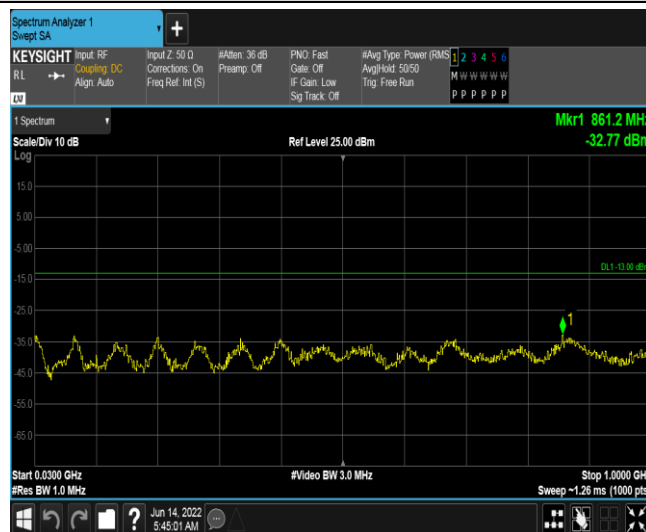 Spectrum Analyzer 1
Swept SA
KEYSIGHT Input: RF Input Z: 50 Ω #Atten: 36 dB PNO: Fast #Avg Type: Power (RMS 1 2 3 4 5 6
RL Coupling: DC Corrections: On Preamp: Off Gate: Off Avg|Hold: 50/50 M W W W W W
Align: Auto Freq Ref: Int (S) IF Gain: Low Trig: Free Run
Sig Track: Off P P P P P P
1 Spectrum Mkr1 861.2 MHz
Scale/Div 10 dB Ref Level 25.00 dBm -32.77 dBm
Log
15.0
5.00
-5.00
DL1 -13.00 dBm
-15.0
-25.0
1
-35.0
-45.0
-55.0
-65.0
Start 0.0300 GHz #Video BW 3.0 MHz Stop 1.0000 GH
#Res BW 1.0 MHz Sweep ~1.26 ms (1000 pts
? Jun 14, 2022
5:45:01 AM